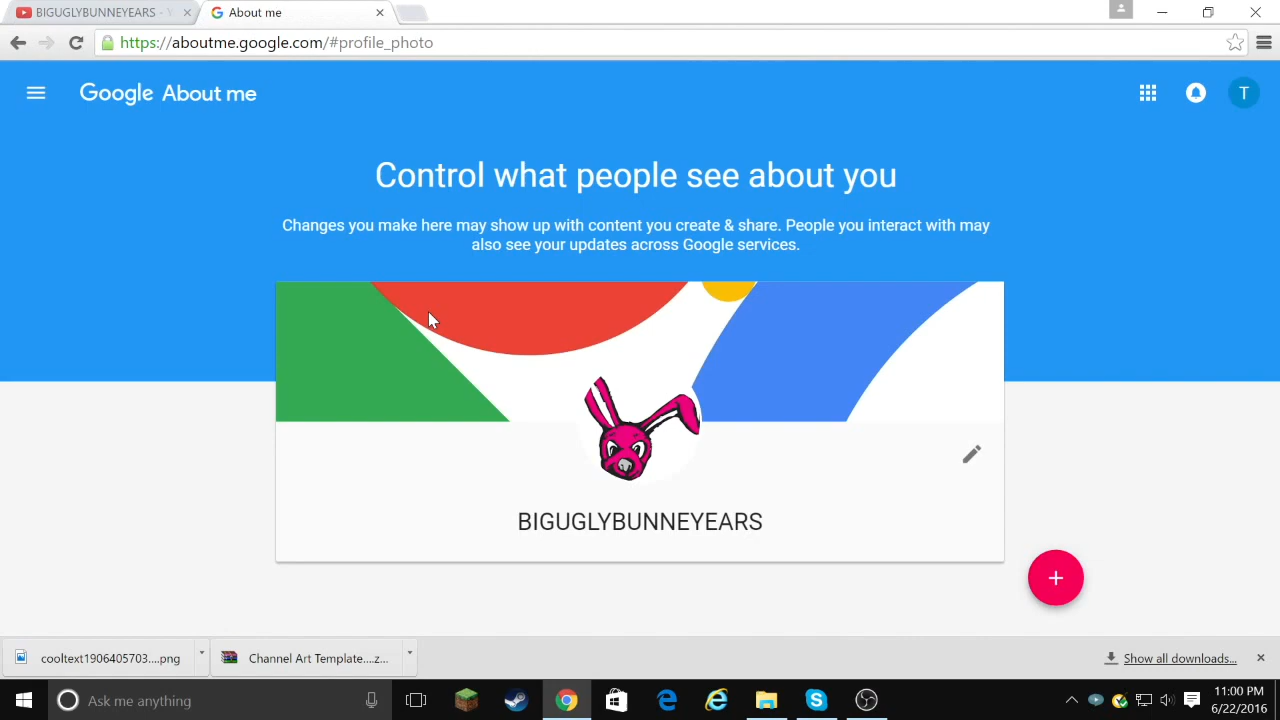 BIGUGLYBUNNEYEARS - Y
About me
https://aboutme.google.com/#profile_photo
Google About me
T
Control what people see about you
Changes you make here may show up with content you create & share. People you interact with may
also see your updates across Google services.
BIGUGLYBUNNEYEARS
+
cooltext1906405703....png
Channel Art Template....z...
Show all downloads...
Ask me anything
11:00 PM
6/22/2016